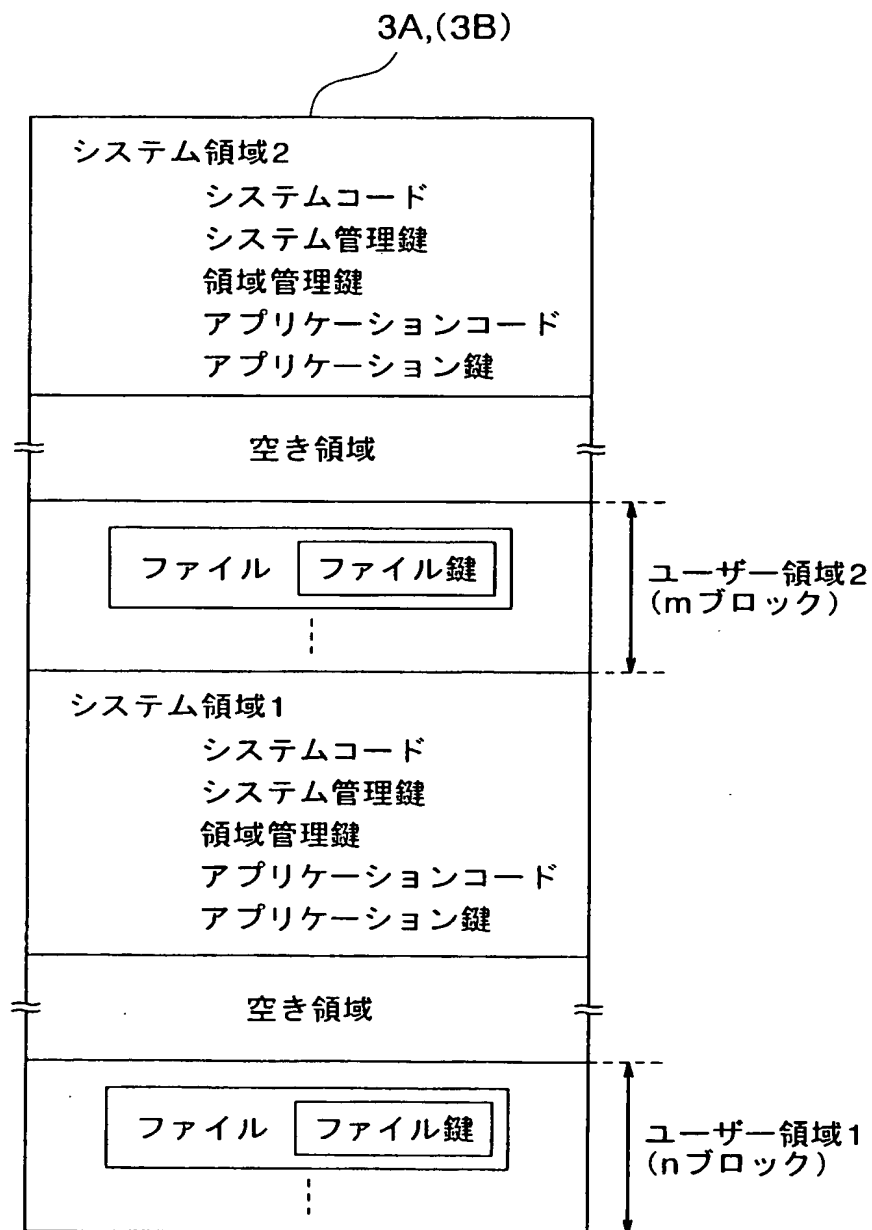 3A,(3B)
システム領域2
システムコード
システム管理鍵
領域管理鍵
アプリケーションコード
アプリケーション鍵
空き領域
ファイル ファイル鍵
ユーザー領域2
(mブロック)
システム領域1
システムコード
システム管理鍵
領域管理鍵
アプリケーションコード
アプリケーション鍵
空き領域
ファイル ファイル鍵
ユーザー領域1
(nブロック)